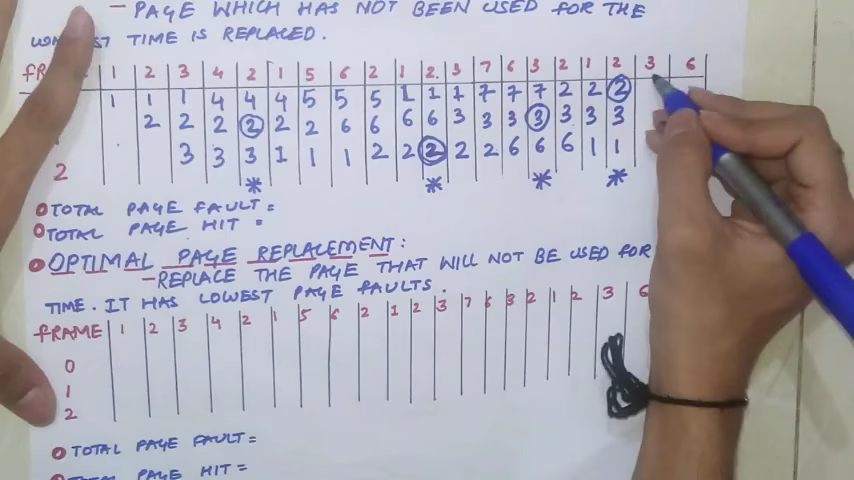 - PAGE WHICH HAS NOT BEEN USED FOR THE
TIME IS REPLACED.
1 2 3 4 2 1 5 6 2 1 2 3 7 6 3 2 1 2 3 6
1 1 1 4 4 4 5 5 5 1 1 1 7 7 7 2 2 2
2 2 2 2 2 2 6 6 6 6 3 3 3 3 3 3 3
2 3 3 3 1 1 1 2 2 2 2 2 6 6 6 1 1
* * * *
TOTAL PAGE FAULT =
TOTAL PAGE HIT =
OPTIMAL PAGE REPLACEMENT:
- REPLACE THE PAGE THAT WILL NOT BE USED FOR
TIME. IT HAS LOWEST PAGE FAULTS.
FRAME 1 2 3 4 2 1 5 6 2 1 2 3 7 6 3 2 1 2 3 6
0
1
2
TOTAL PAGE FAULT =
TOTAL PAGE HIT =